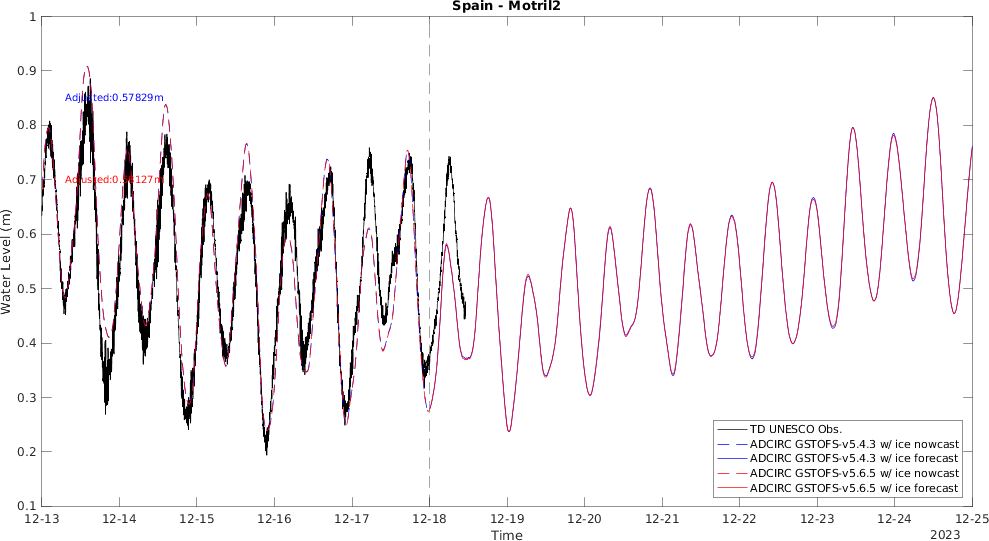 Spain - Motril2
1
0.9
0.8
0.7
0.6
0.5
0.4
0.3
0.2
0.1
Water Level (m)
Adjusted:0.57829m
12-13
12-14
12-15
12-16
12-17
12-18
12-19
12-20
12-21
12-22
12-23
12-24
12-25
Time
2023
TD UNESCO Obs.
ADCIRC GSTOFS-v5.4.3 w/ ice nowcast
ADCIRC GSTOFS-v5.4.3 w/ ice forecast
ADCIRC GSTOFS-v5.6.5 w/ ice nowcast
ADCIRC GSTOFS-v5.6.5 w/ ice forecast